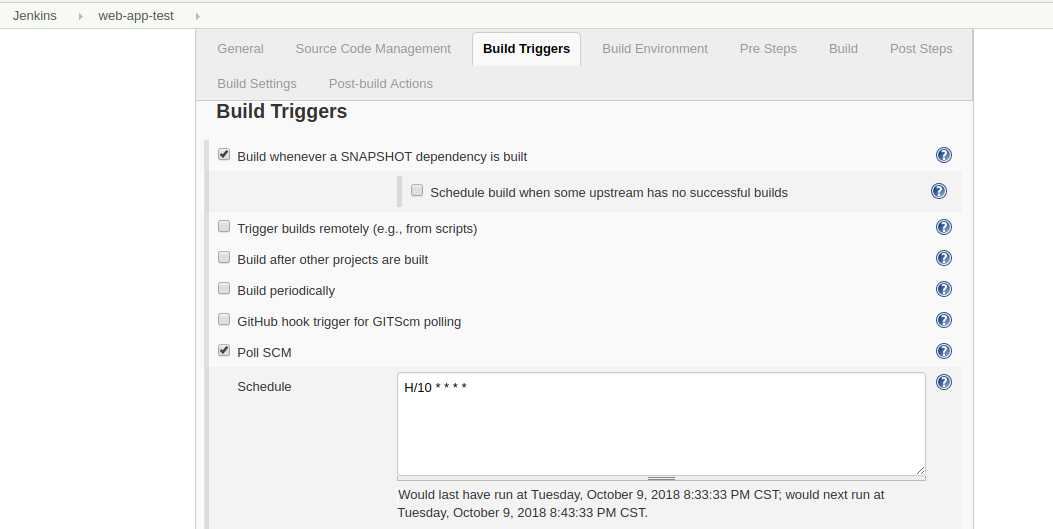 Jenkins web-app-test
General Source Code Management Build Triggers Build Environment Pre Steps Build Post Steps
Build Settings Post-build Actions
Build Triggers
Build whenever a SNAPSHOT dependency is built
Schedule build when some upstream has no successful builds
Trigger builds remotely (e.g., from scripts)
Build after other projects are built
Build periodically
GitHub hook trigger for GITScm polling
Poll SCM
Schedule H/10 * * * *
Would last have run at Tuesday, October 9, 2018 8:33:33 PM CST; would next run at
Tuesday, October 9, 2018 8:43:33 PM CST.